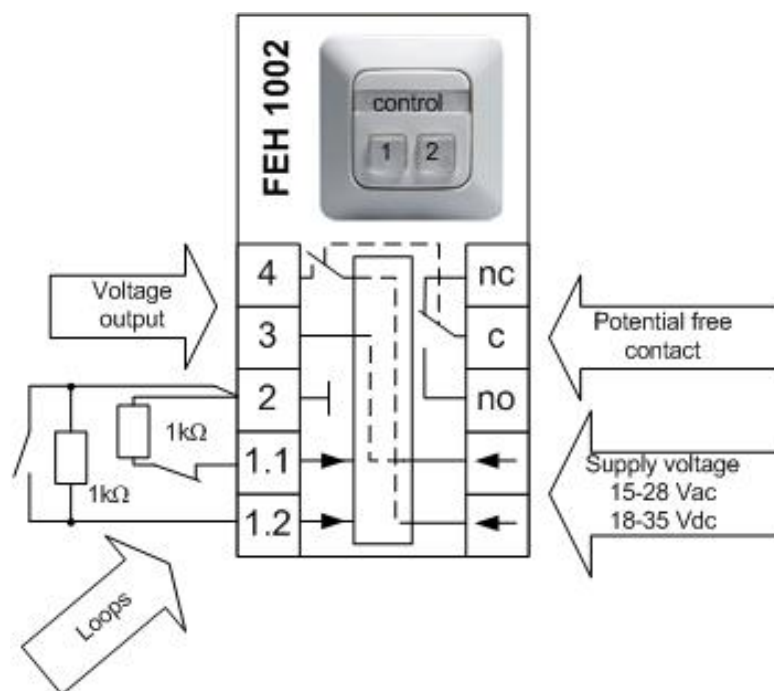 FEH 1002
control
1 2
Voltage
output
4
3
2
1.1
1.2
nc
c
no
Potential free
contact
Supply voltage
15-28 Vac
18-35 Vdc
1kΩ
1kΩ
Loops